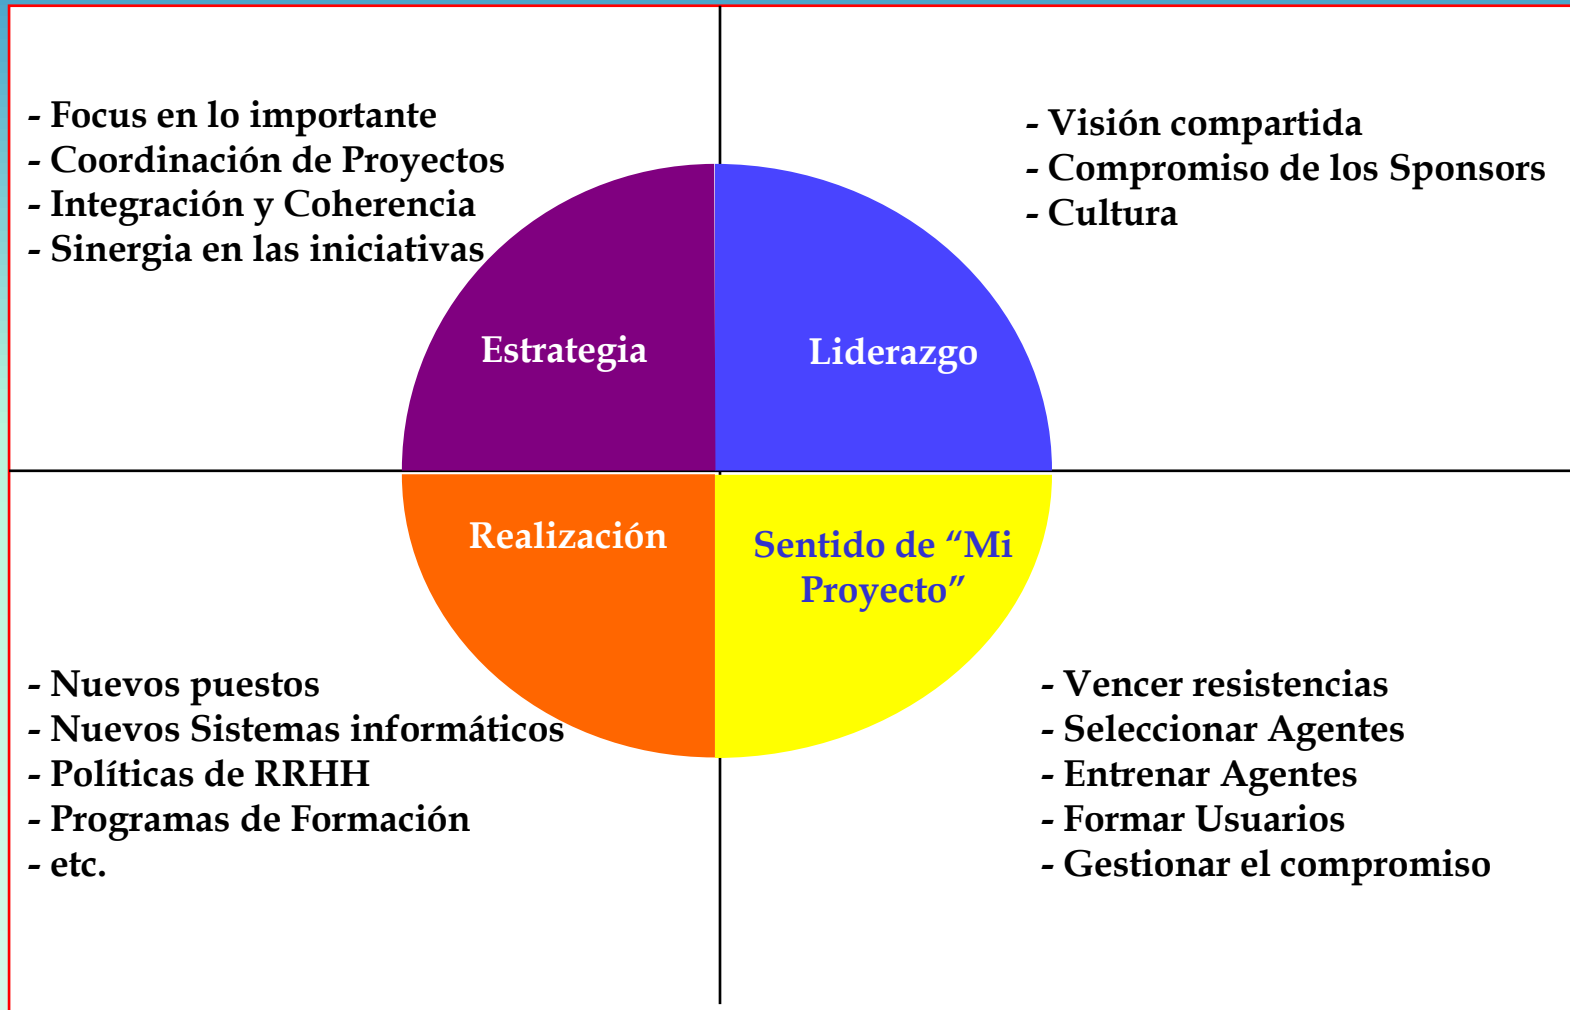 - Focus en lo importante
- Coordinación de Proyectos
- Integración y Coherencia
- Sinergia en las iniciativas
- Visión compartida
- Compromiso de los Sponsors
- Cultura
Estrategia
Liderazgo
Realización
Sentido de “Mi
Proyecto”
- Nuevos puestos
- Nuevos Sistemas informáticos
- Políticas de RRHH
- Programas de Formación
- etc.
- Vencer resistencias
- Seleccionar Agentes
- Entrenar Agentes
- Formar Usuarios
- Gestionar el compromiso